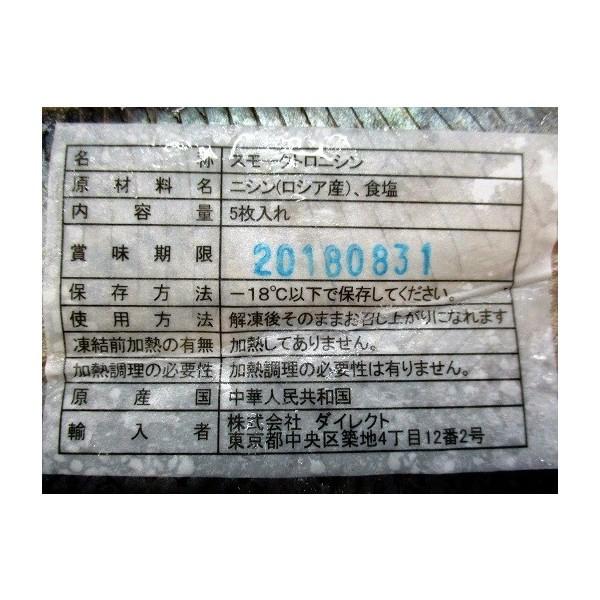 名称 スモークトロニシン
原材料名 ニシン(ロシア産)、食塩
内容量 5枚入れ
賞味期限 20180831
保存方法 −18℃以下で保存してください。
使用方法 解凍後そのままお召し上がりになれます
凍結前加熱の有無 加熱してありません。
加熱調理の必要性 加熱調理の必要性は有りません。
原産国 中華人民共和国
輸入者 株式会社 ダイレクト
東京都中央区築地4丁目12番2号